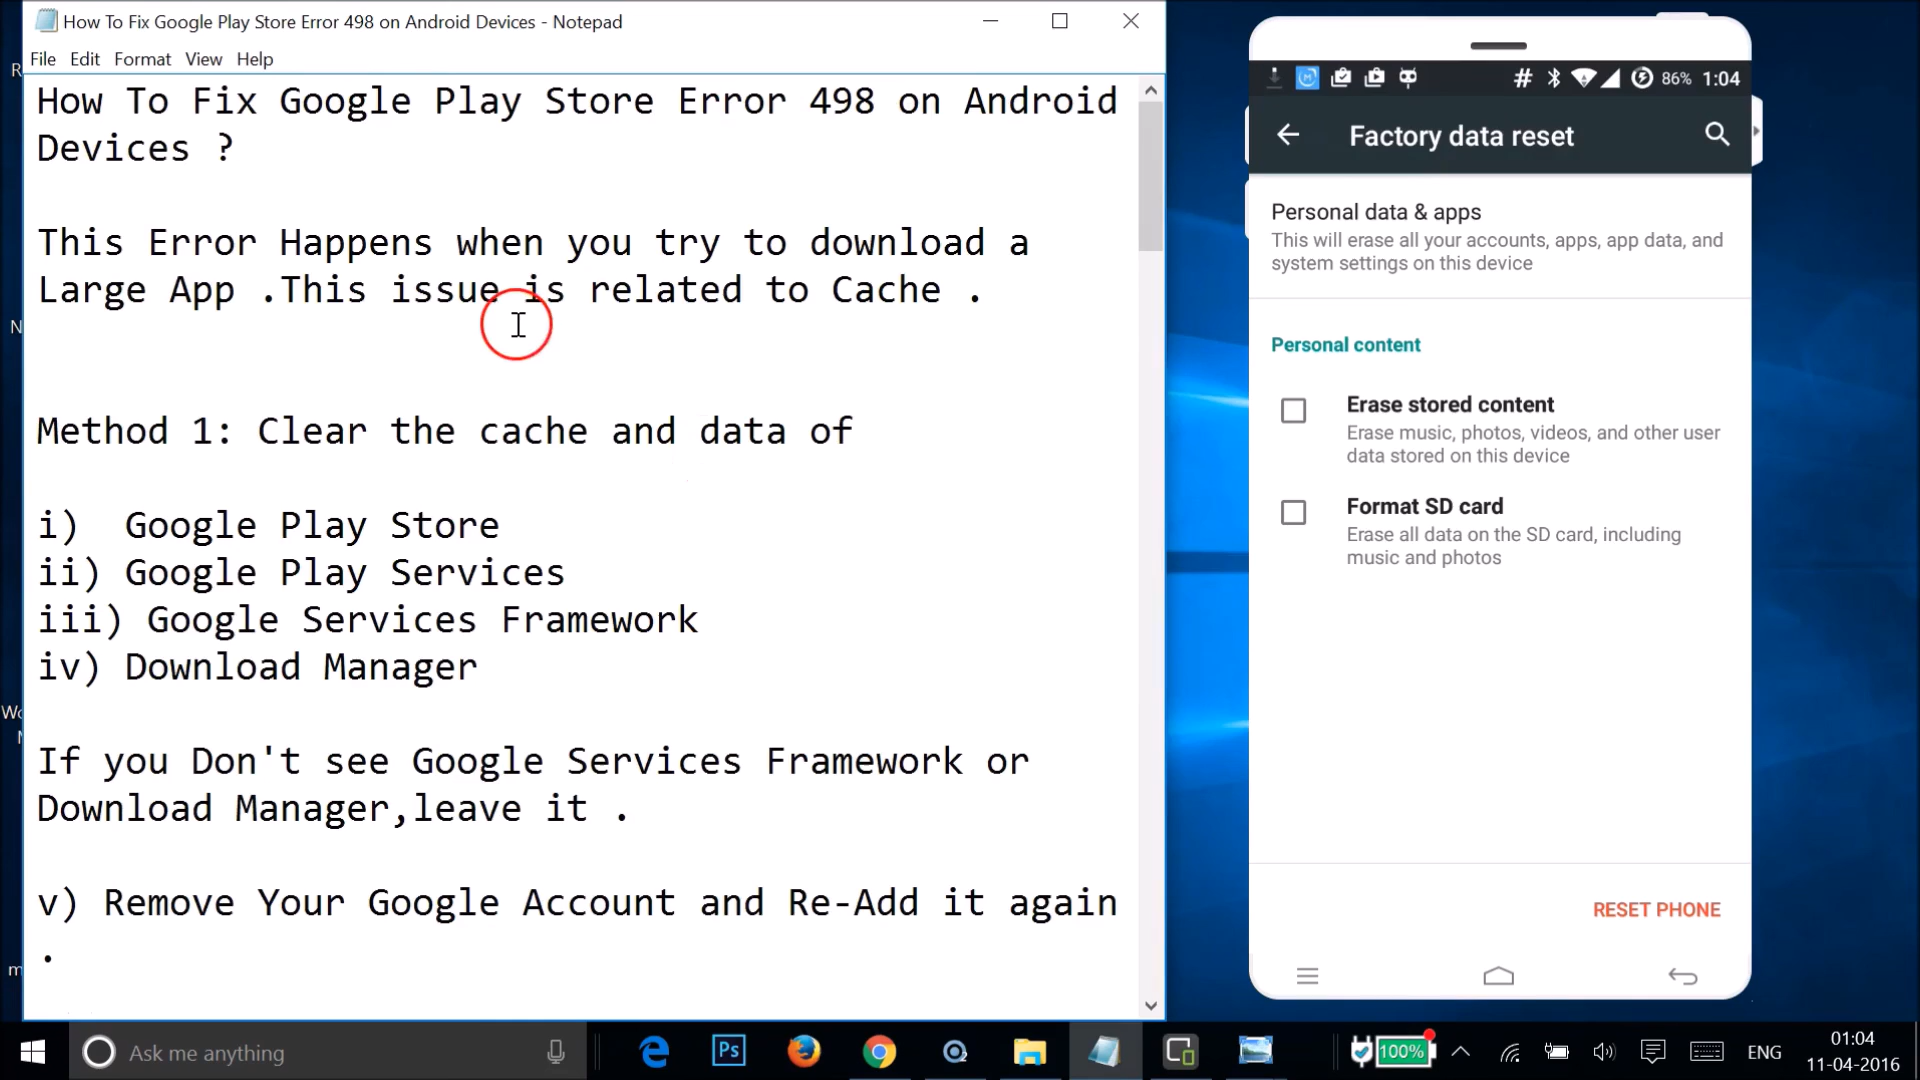 How To Fix Google Play Store Error 498 on Android Devices - Notepad
File Edit Format View Help
How To Fix Google Play Store Error 498 on Android
Devices ?
This Error Happens when you try to download a
Large App .This issue is related to Cache .
Method 1: Clear the cache and data of
i) Google Play Store
ii) Google Play Services
iii) Google Services Framework
iv) Download Manager
If you Don't see Google Services Framework or
Download Manager,leave it .
v) Remove Your Google Account and Re-Add it again
.
86% 1:04
Factory data reset
Personal data & apps
This will erase all your accounts, apps, app data, and
system settings on this device
Personal content
Erase stored content
Erase music, photos, videos, and other user
data stored on this device
Format SD card
Erase all data on the SD card, including
music and photos
RESET PHONE
Ask me anything
Ps
100%
ENG
01:04
11-04-2016